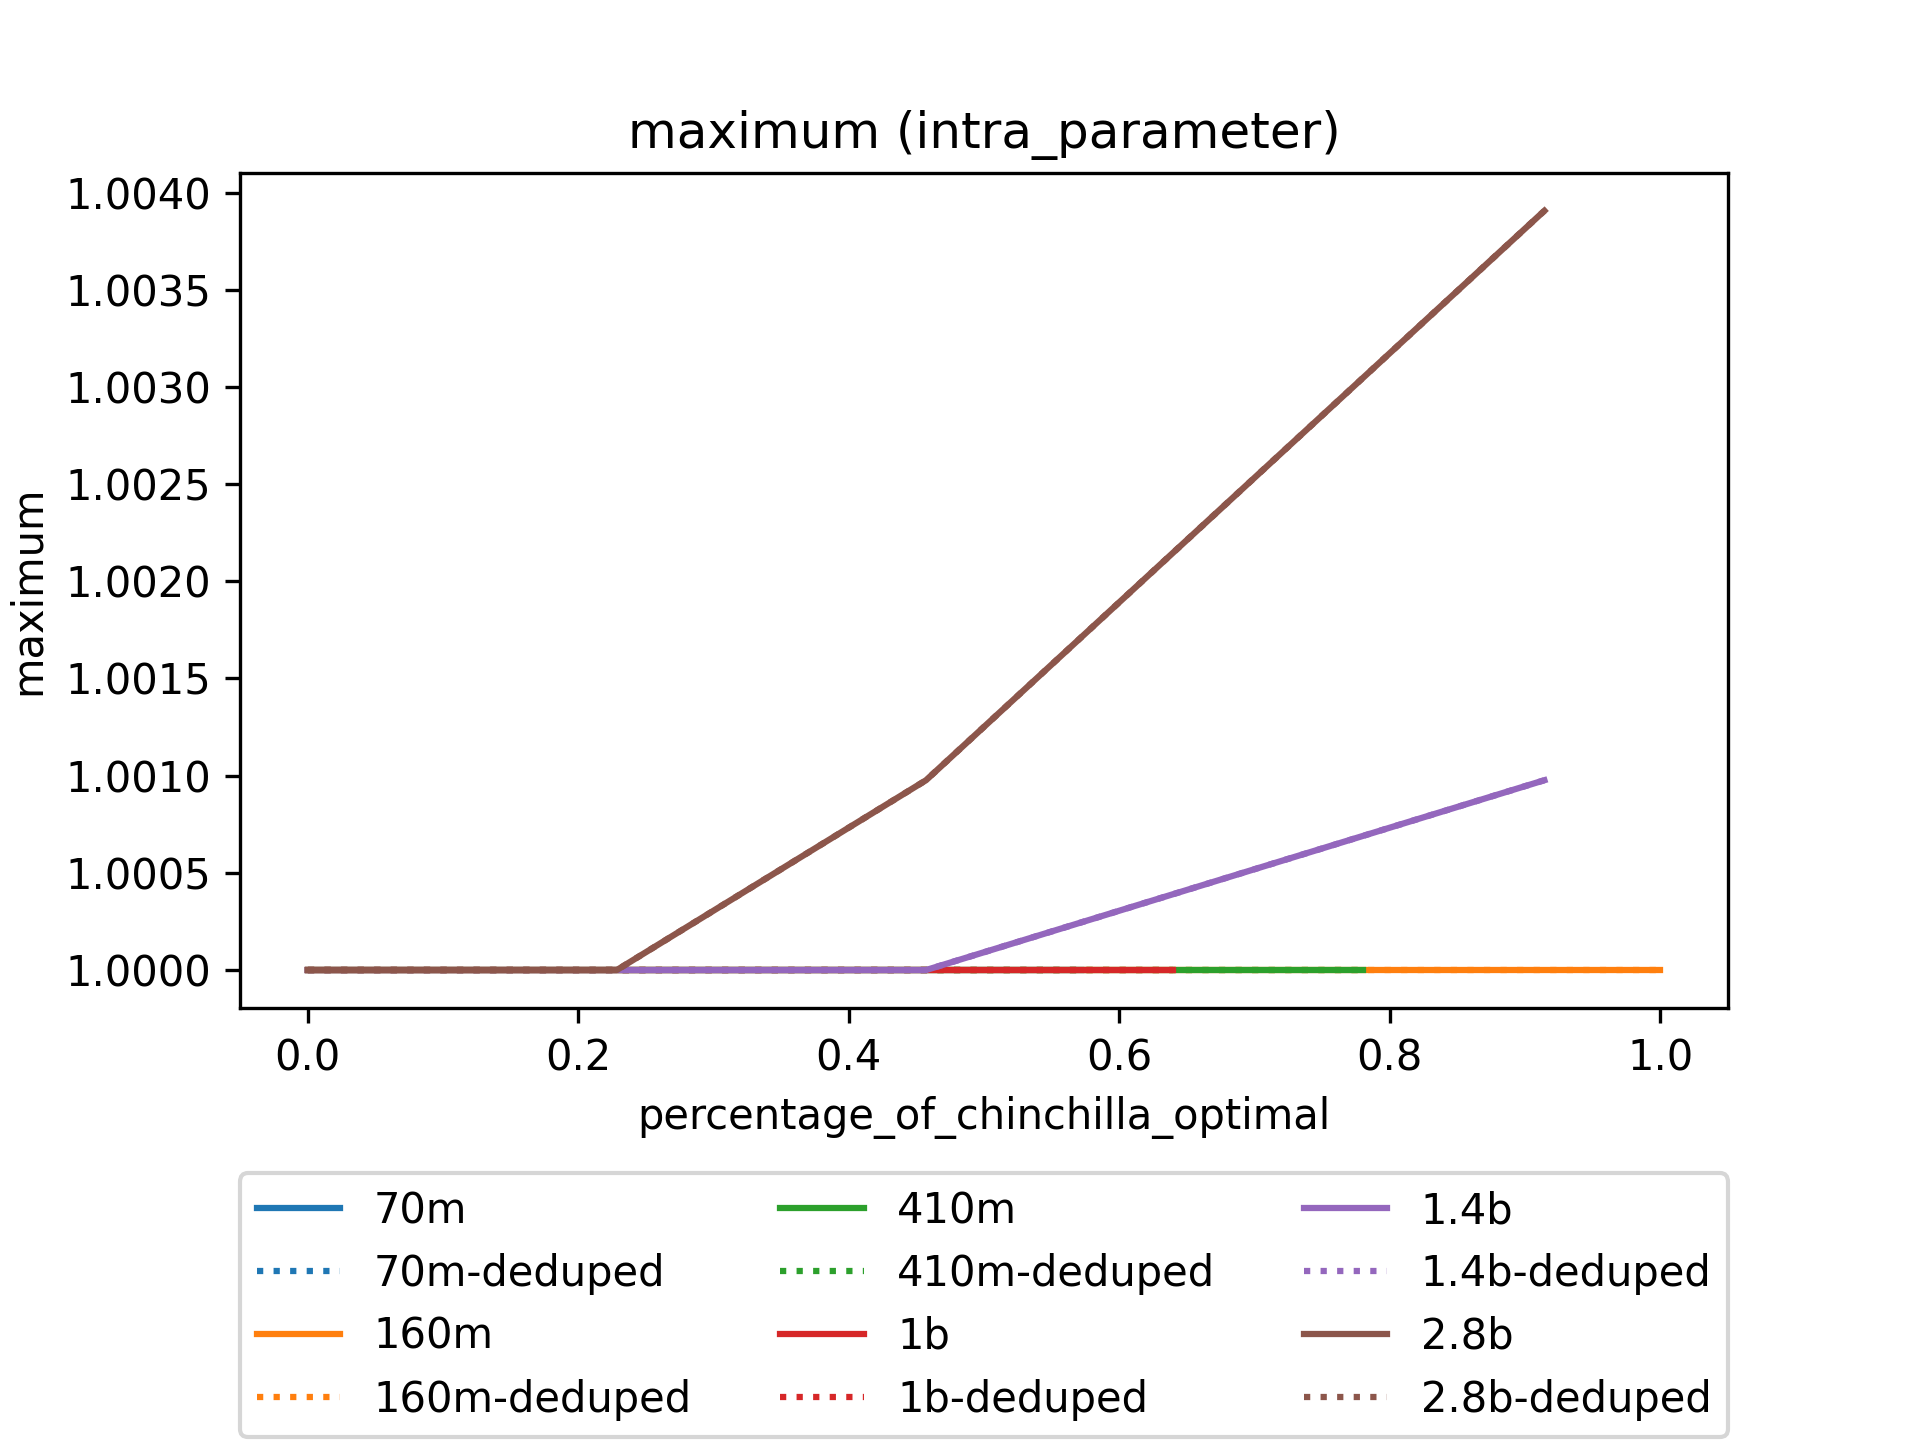 maximum (intra_parameter)
maximum
1.0040
1.0035
1.0030
1.0025
1.0020
1.0015
1.0010
1.0005
1.0000
0.0 0.2 0.4 0.6 0.8 1.0
percentage_of_chinchilla_optimal
70m
70m-deduped
160m
160m-deduped
410m
410m-deduped
1b
1b-deduped
1.4b
1.4b-deduped
2.8b
2.8b-deduped